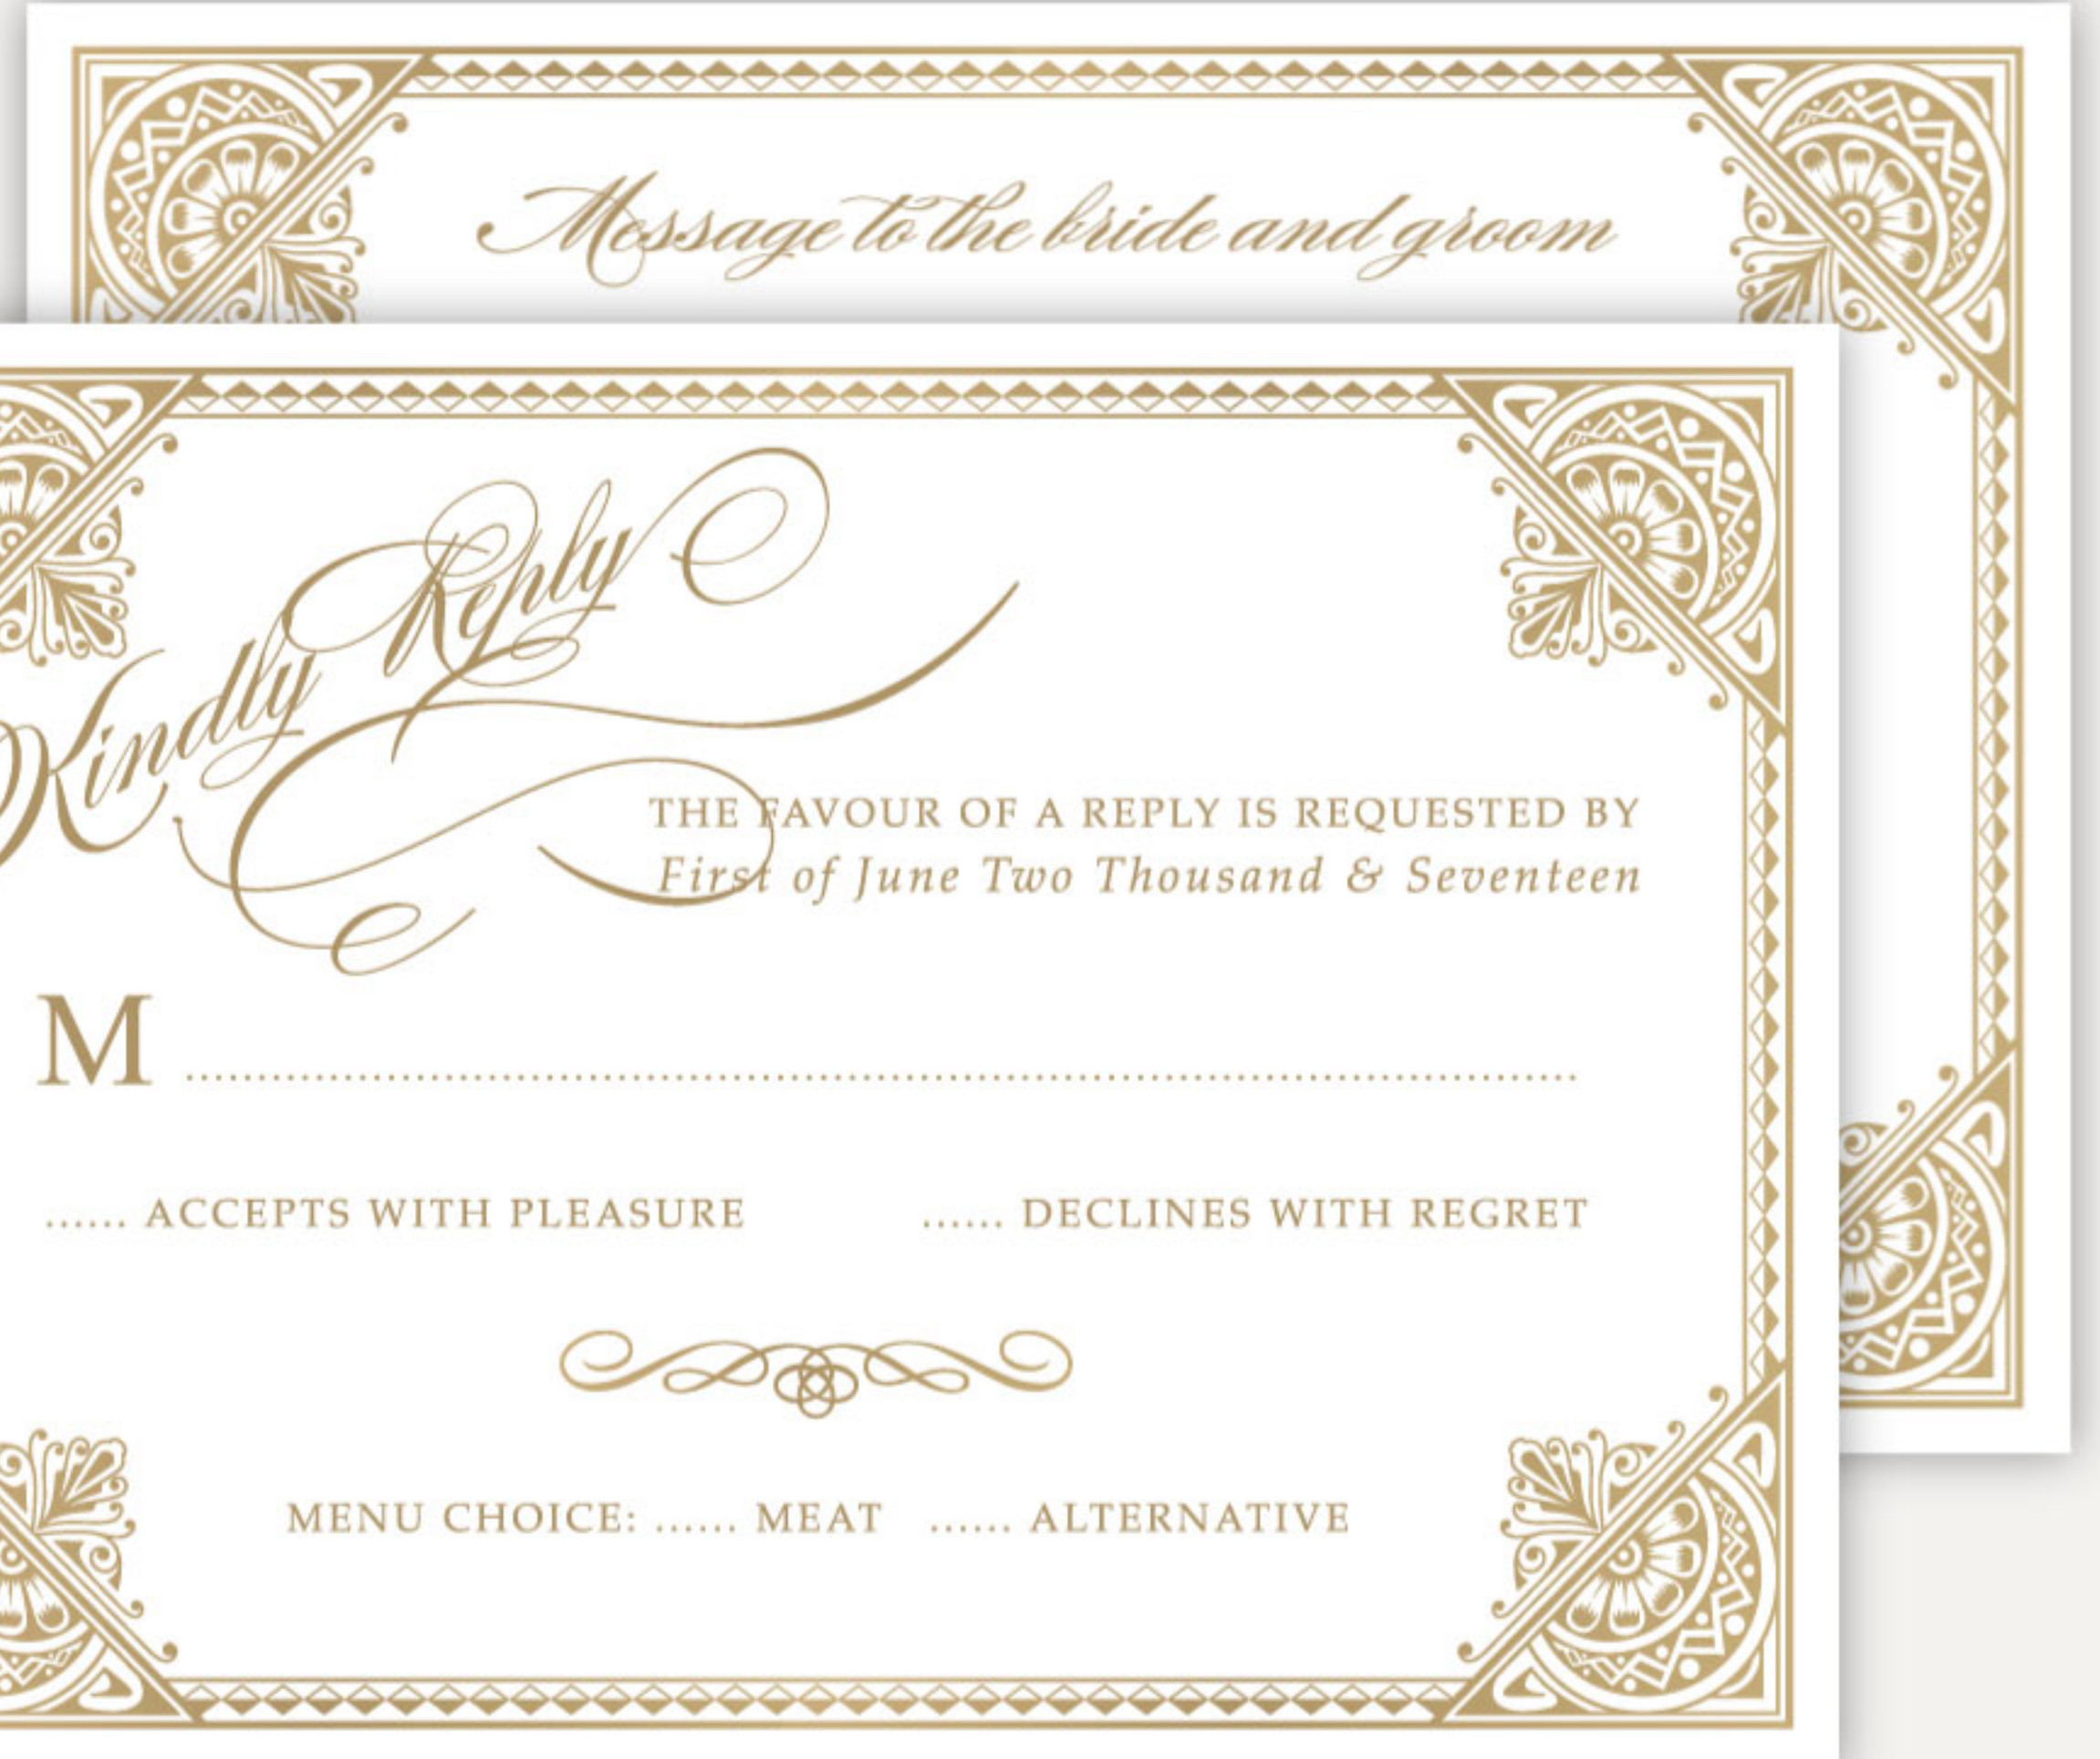 Message to the bride and groom
Kindly Reply
THE FAVOUR OF A REPLY IS REQUESTED BY
First of June Two Thousand & Seventeen
M ................................................................................
...... ACCEPTS WITH PLEASURE ...... DECLINES WITH REGRET
MENU CHOICE: ...... MEAT ...... ALTERNATIVE